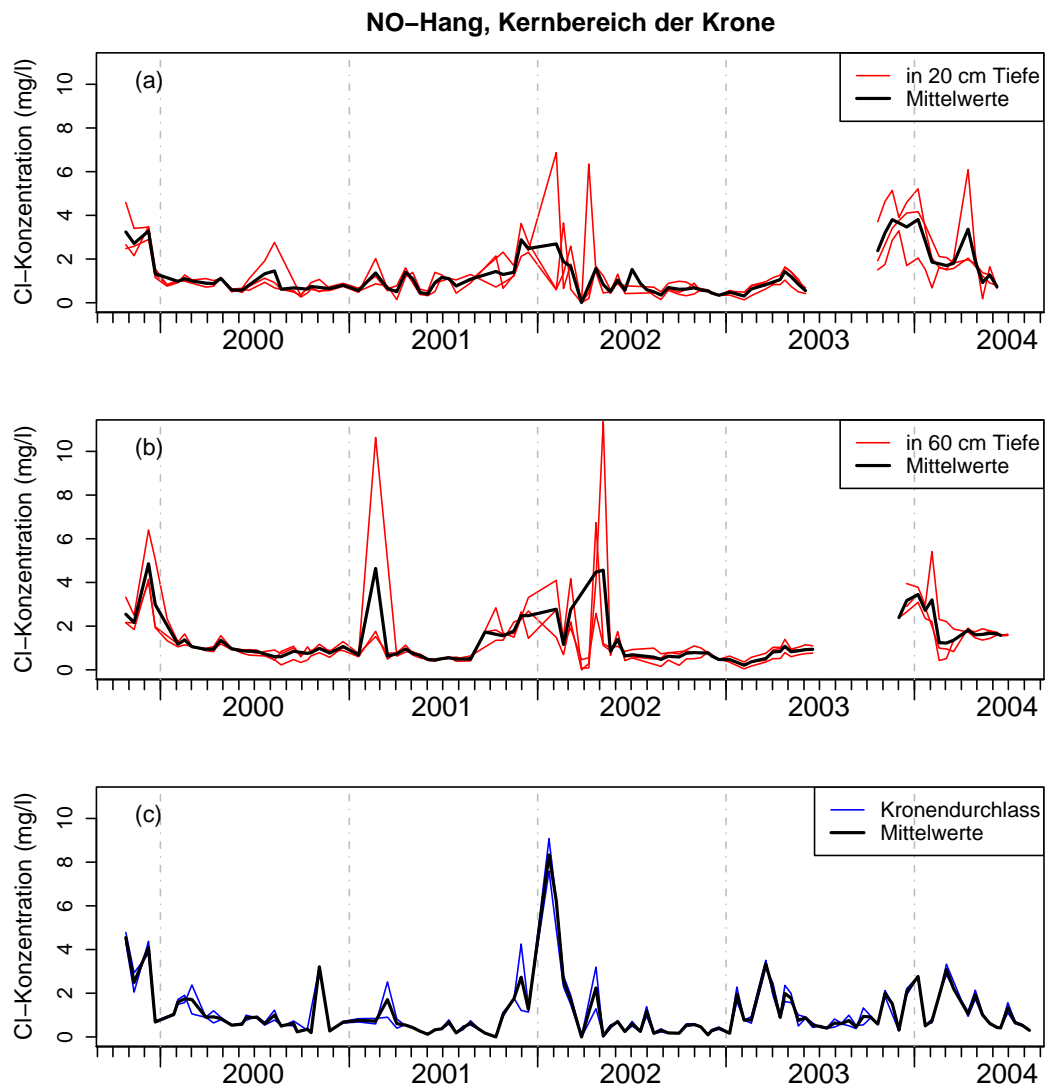 NO−Hang, Kernbereich der Krone
Cl−Konzentration (mg/l)
0 2 4 6 8 10
(a)
in 20 cm Tiefe
Mittelwerte
2000 2001 2002 2003 2004
Cl−Konzentration (mg/l)
0 2 4 6 8 10
(b)
in 60 cm Tiefe
Mittelwerte
2000 2001 2002 2003 2004
Cl−Konzentration (mg/l)
0 2 4 6 8 10
(c)
Kronendurchlass
Mittelwerte
2000 2001 2002 2003 2004